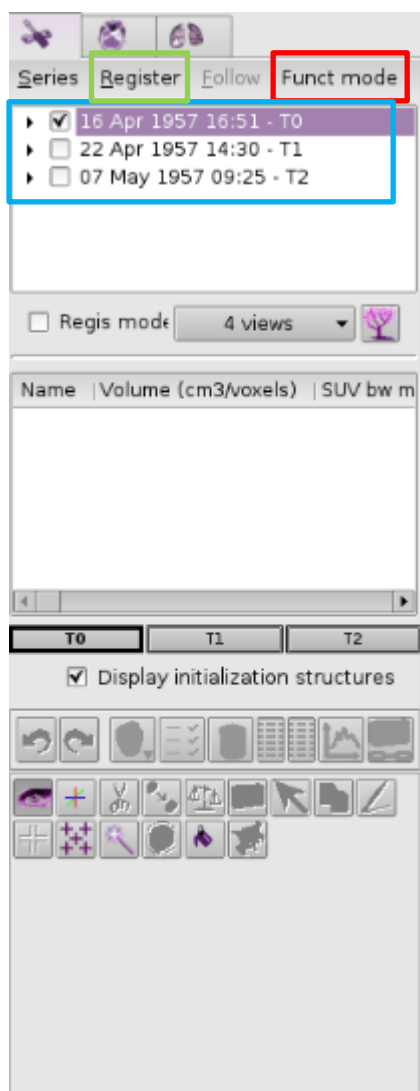 Series Register Follow Funct mode
16 Apr 1957 16:51 - T0
22 Apr 1957 14:30 - T1
07 May 1957 09:25 - T2
Regis mode 4 views
Name Volume (cm3/voxels) SUV bw m
T0 T1 T2
Display initialization structures